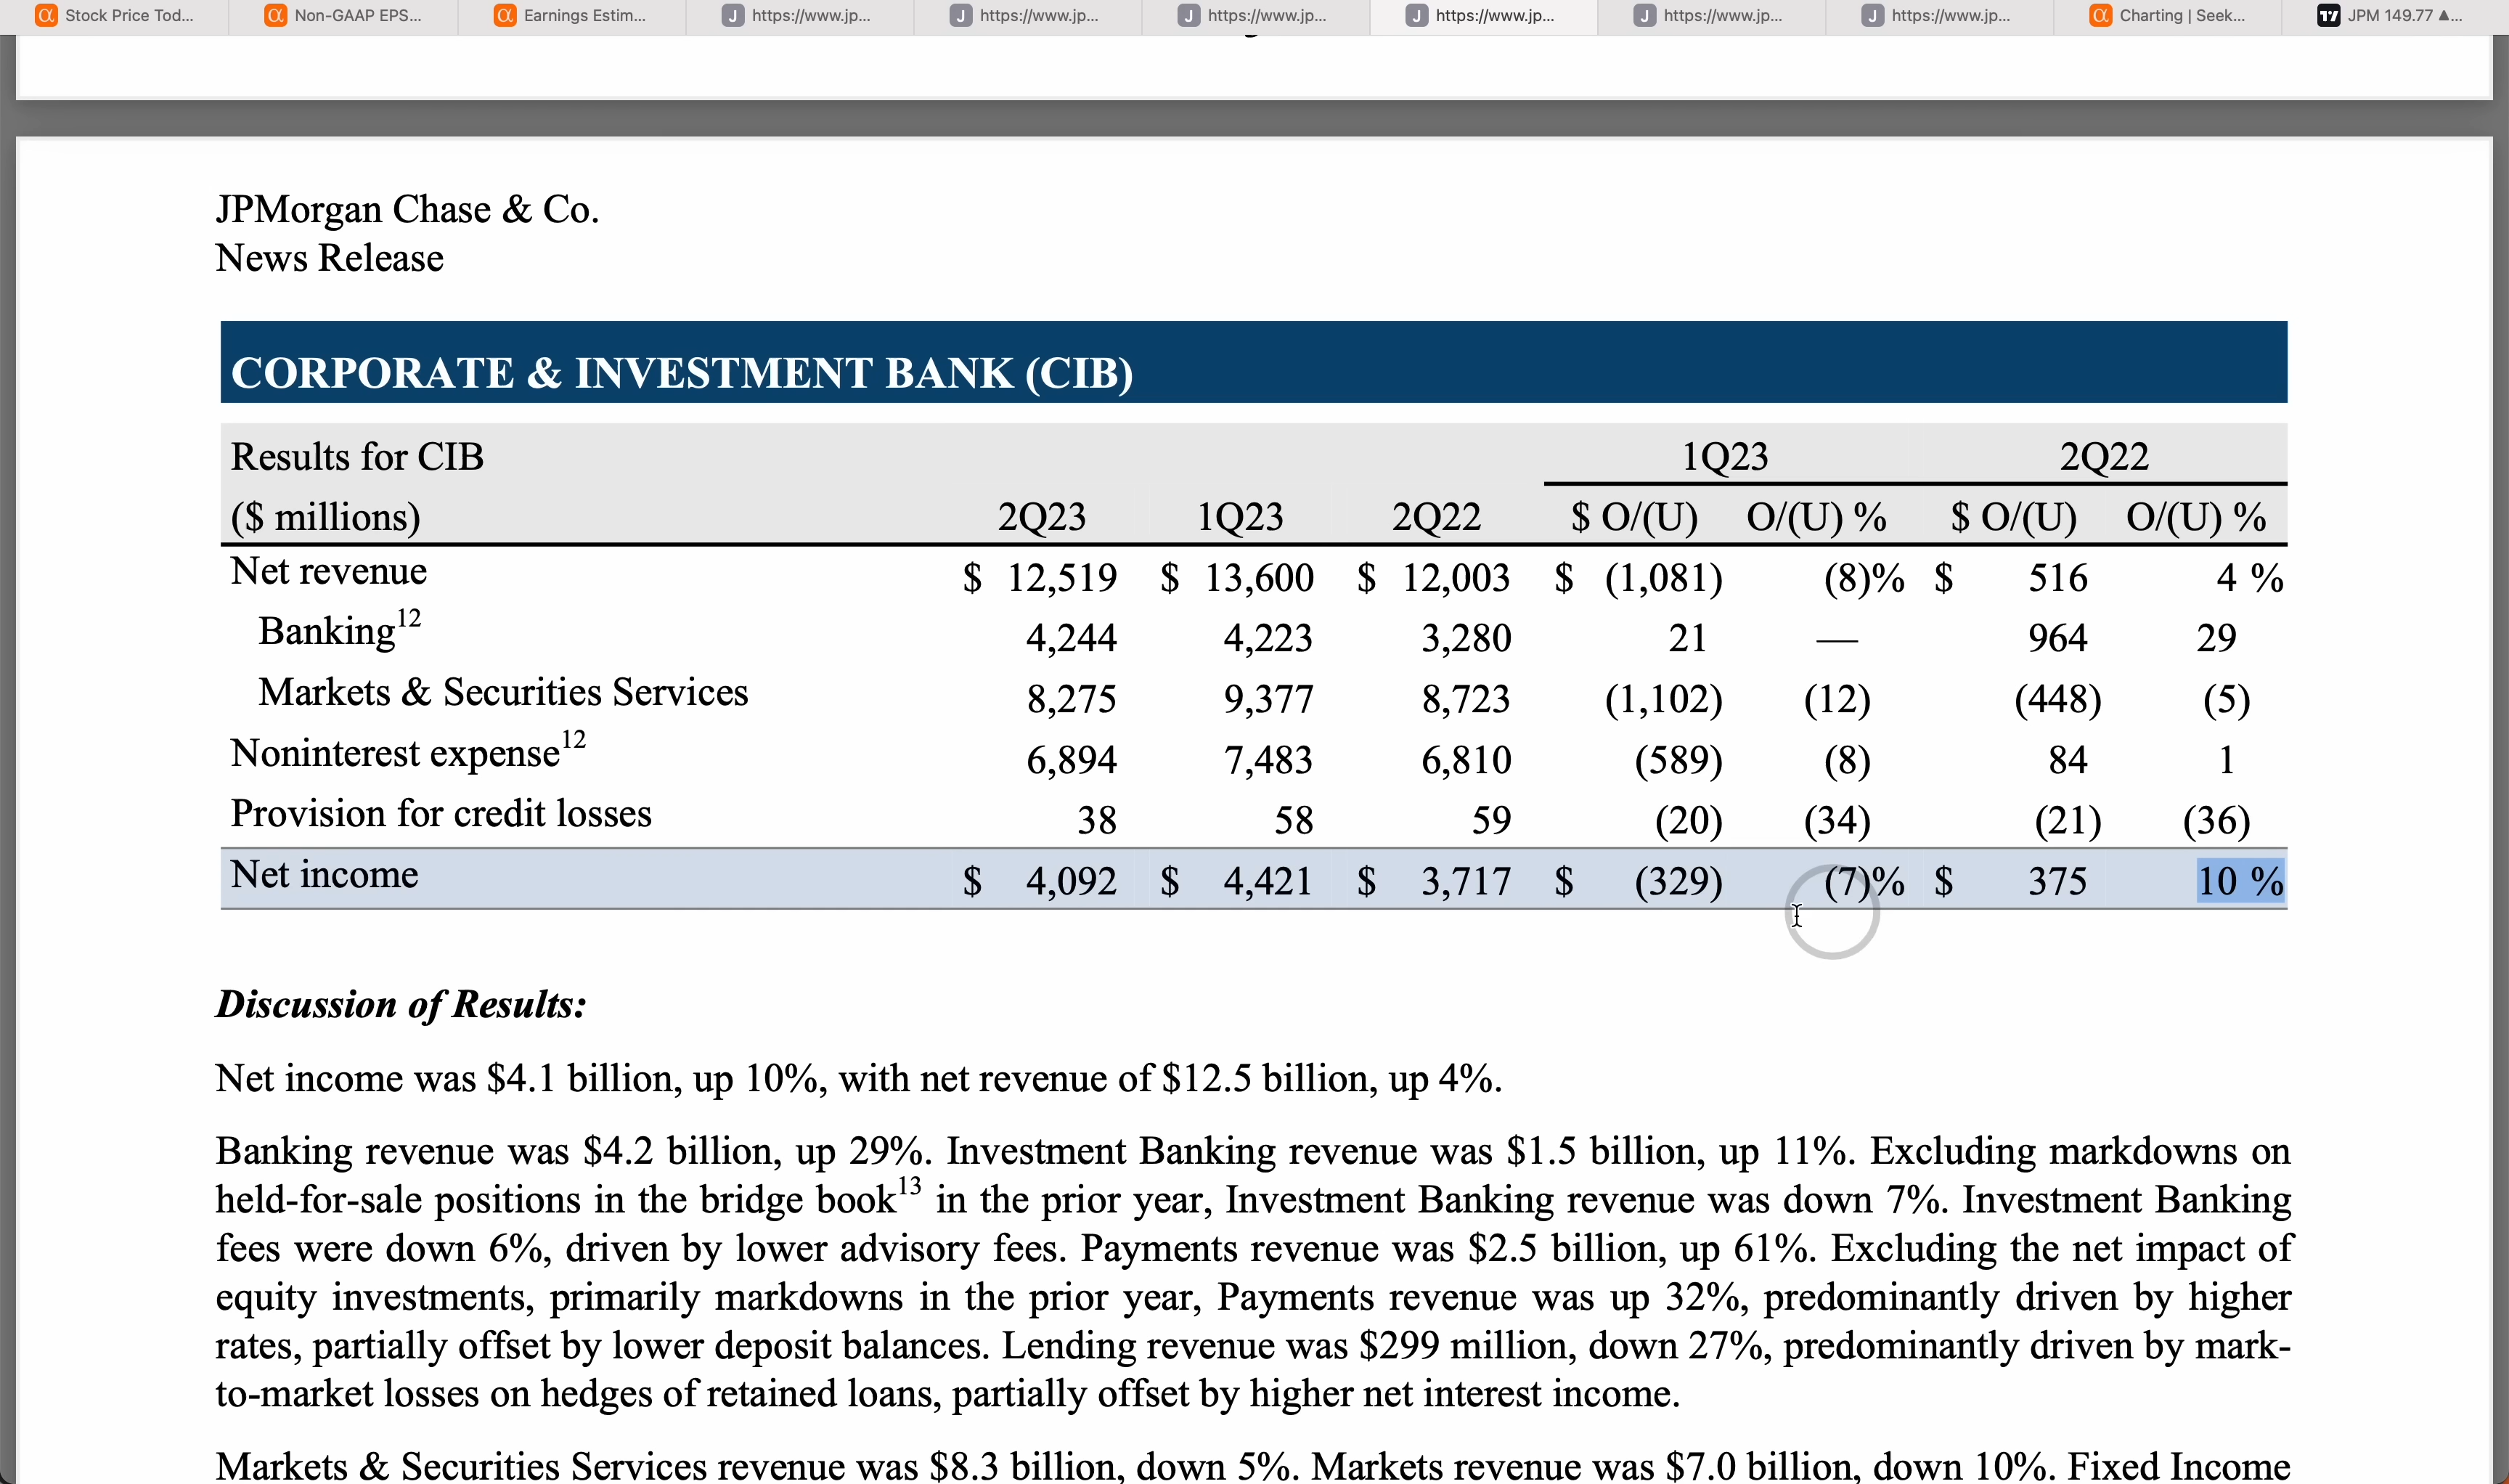 Stock Price Tod... Non-GAAP EPS... Earnings Estim... J https://www.jp... J https://www.jp... J https://www.jp... J https://www.jp... J https://www.jp... J https://www.jp... Charting | Seek... JPM 149.77 ▲...
JPMorgan Chase & Co.
News Release
CORPORATE & INVESTMENT BANK (CIB)
Results for CIB 1Q23 2Q22
($ millions) 2Q23 1Q23 2Q22 $ O/(U) O/(U) % $ O/(U) O/(U) %
Net revenue $ 12,519 $ 13,600 $ 12,003 $ (1,081) (8)% $ 516 4 %
Banking12 4,244 4,223 3,280 21 — 964 29
Markets & Securities Services 8,275 9,377 8,723 (1,102) (12) (448) (5)
Noninterest expense12 6,894 7,483 6,810 (589) (8) 84 1
Provision for credit losses 38 58 59 (20) (34) (21) (36)
Net income $ 4,092 $ 4,421 $ 3,717 $ (329) (7)% $ 375 10 %
Discussion of Results:
Net income was $4.1 billion, up 10%, with net revenue of $12.5 billion, up 4%.
Banking revenue was $4.2 billion, up 29%. Investment Banking revenue was $1.5 billion, up 11%. Excluding markdowns on
held-for-sale positions in the bridge book13 in the prior year, Investment Banking revenue was down 7%. Investment Banking
fees were down 6%, driven by lower advisory fees. Payments revenue was $2.5 billion, up 61%. Excluding the net impact of
equity investments, primarily markdowns in the prior year, Payments revenue was up 32%, predominantly driven by higher
rates, partially offset by lower deposit balances. Lending revenue was $299 million, down 27%, predominantly driven by mark-
to-market losses on hedges of retained loans, partially offset by higher net interest income.
Markets & Securities Services revenue was $8.3 billion, down 5%. Markets revenue was $7.0 billion, down 10%. Fixed Income